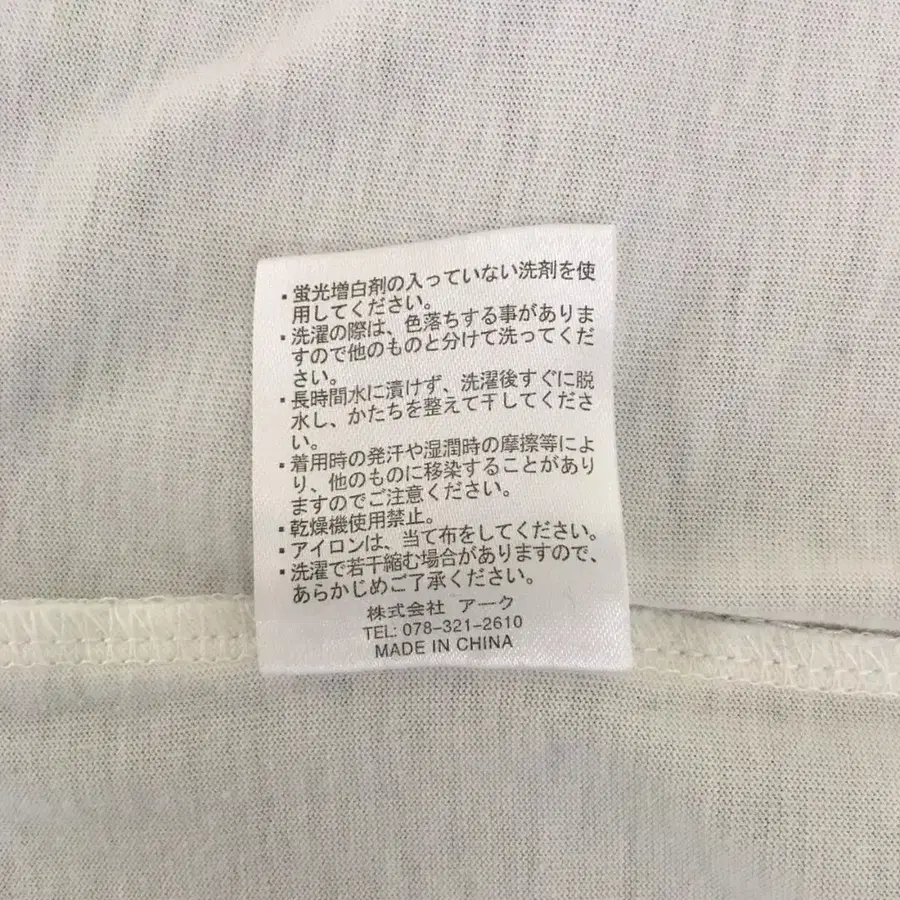 ・蛍光増白剤の入っていない洗剤を使
用してください。
・洗濯の際は、色落ちする事がありま
すので他のものと分けて洗ってくだ
さい。
・長時間水に漬けず、洗濯後すぐに脱
水し、かたちを整えて干してくださ
い。
・着用時の発汗や湿潤時の摩擦等によ
り、他のものに移染することがあり
ますのでご注意ください。
・乾燥機使用禁止。
・アイロンは、当て布をしてください。
・洗濯で若干縮む場合がありますので、
あらかじめご了承ください。
株式会社 アーク
TEL: 078-321-2610
MADE IN CHINA